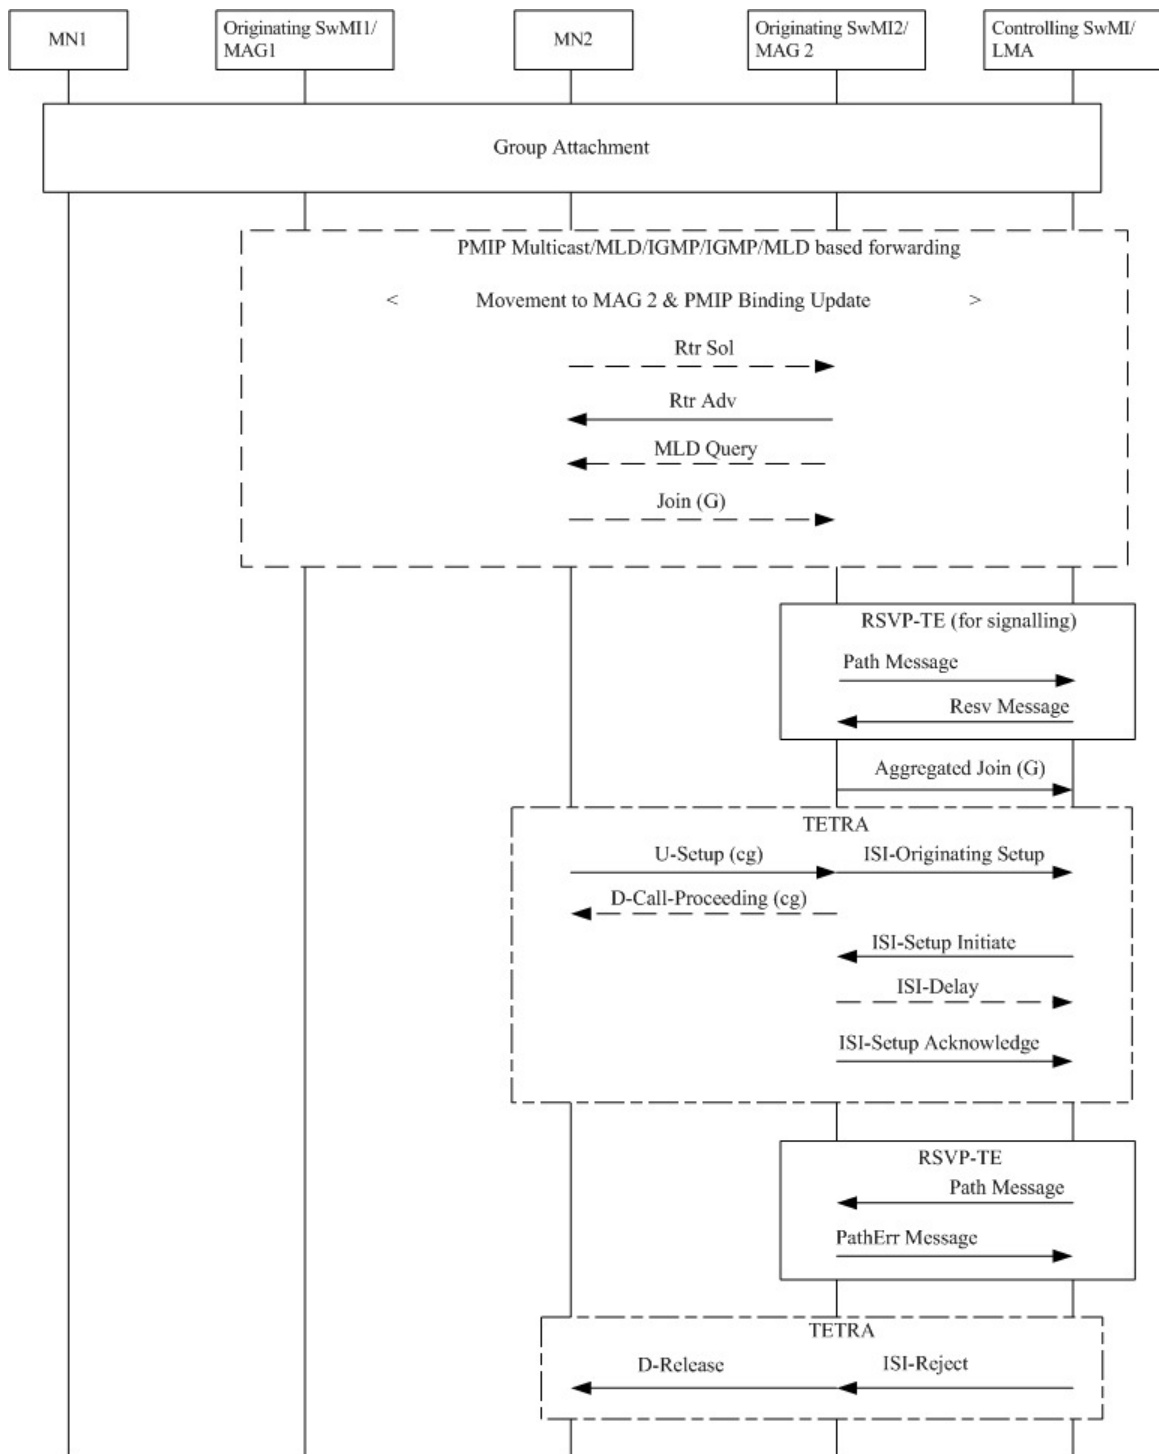 MN1
Originating SwMI1/
MAG1
MN2
Originating SwMI2/
MAG 2
Controlling SwMI/
LMA
Group Attachment
PMIP Multicast/MLD/IGMP/IGMP/MLD based forwarding
< Movement to MAG 2 & PMIP Binding Update >
Rtr Sol
Rtr Adv
MLD Query
Join (G)
RSVP-TE (for signalling)
Path Message
Resv Message
Aggregated Join (G)
TETRA
U-Setup (cg) ISI-Originating Setup
D-Call-Proceeding (cg)
ISI-Setup Initiate
ISI-Delay
ISI-Setup Acknowledge
RSVP-TE
Path Message
PathErr Message
TETRA
D-Release ISI-Reject